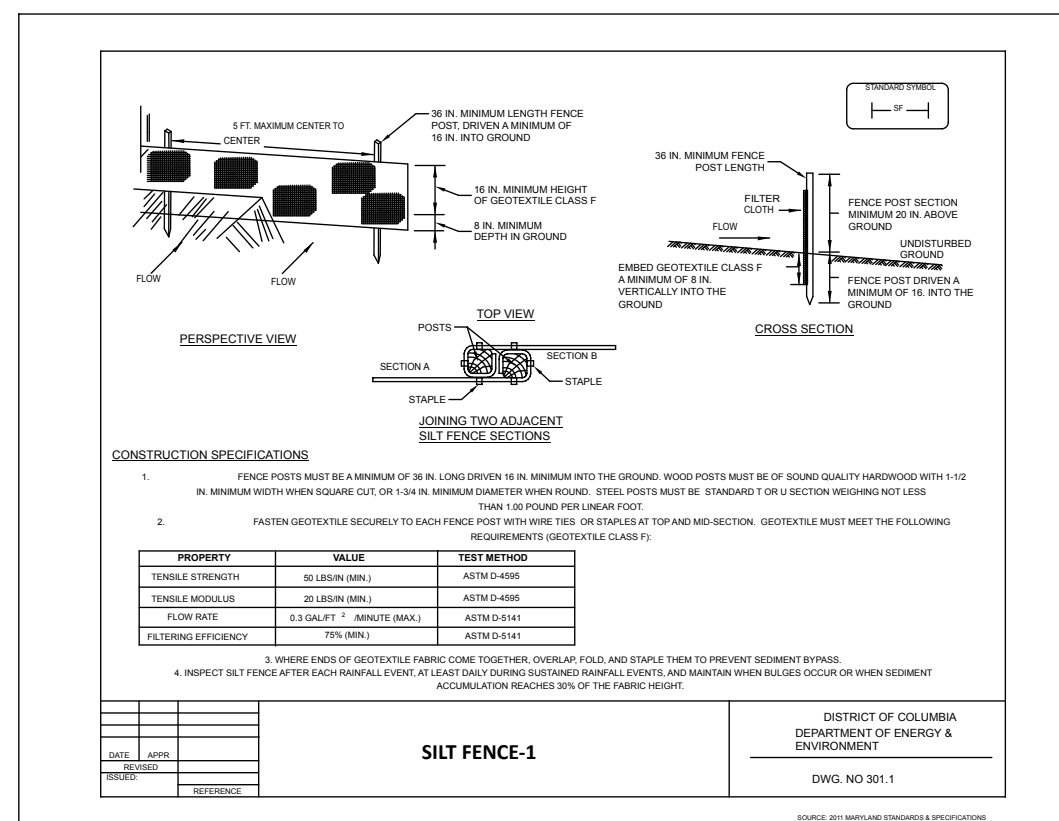 STANDARD SYMBOL
SF
5 FT. MAXIMUM CENTER TO
CENTER
36 IN. MINIMUM LENGTH FENCE
POST, DRIVEN A MINIMUM OF
16 IN. INTO GROUND
16 IN. MINIMUM HEIGHT
OF GEOTEXTILE CLASS F
8 IN. MINIMUM
DEPTH IN GROUND
FLOW
FLOW
PERSPECTIVE VIEW
36 IN. MINIMUM FENCE
POST LENGTH
FILTER
CLOTH
FLOW
FENCE POST SECTION
MINIMUM 20 IN. ABOVE
GROUND
UNDISTURBED
GROUND
EMBED GEOTEXTILE CLASS F
A MINIMUM OF 8 IN.
VERTICALLY INTO THE
GROUND
FENCE POST DRIVEN A
MINIMUM OF 16. INTO THE
GROUND
CROSS SECTION
TOP VIEW
POSTS
SECTION A
SECTION B
STAPLE
STAPLE
JOINING TWO ADJACENT
SILT FENCE SECTIONS
CONSTRUCTION SPECIFICATIONS
1. FENCE POSTS MUST BE A MINIMUM OF 36 IN. LONG DRIVEN 16 IN. MINIMUM INTO THE GROUND. WOOD POSTS MUST BE OF SOUND QUALITY HARDWOOD WITH 1-1/2
IN. MINIMUM WIDTH WHEN SQUARE CUT, OR 1-3/4 IN. MINIMUM DIAMETER WHEN ROUND. STEEL POSTS MUST BE STANDARD T OR U SECTION WEIGHING NOT LESS
THAN 1.00 POUND PER LINEAR FOOT.
2. FASTEN GEOTEXTILE SECURELY TO EACH FENCE POST WITH WIRE TIES OR STAPLES AT TOP AND MID-SECTION. GEOTEXTILE MUST MEET THE FOLLOWING
REQUIREMENTS (GEOTEXTILE CLASS F):
PROPERTY VALUE TEST METHOD
TENSILE STRENGTH 50 LBS/IN (MIN.) ASTM D-4595
TENSILE MODULUS 20 LBS/IN (MIN.) ASTM D-4595
FLOW RATE 0.3 GAL/FT 2 /MINUTE (MAX.) ASTM D-5141
FILTERING EFFICIENCY 75% (MIN.) ASTM D-5141
3. WHERE ENDS OF GEOTEXTILE FABRIC COME TOGETHER, OVERLAP, FOLD, AND STAPLE THEM TO PREVENT SEDIMENT BYPASS.
4. INSPECT SILT FENCE AFTER EACH RAINFALL EVENT, AT LEAST DAILY DURING SUSTAINED RAINFALL EVENTS, AND MAINTAIN WHEN BULGES OCCUR OR WHEN SEDIMENT
ACCUMULATION REACHES 30% OF THE FABRIC HEIGHT.
DATE APPR
REVISED
ISSUED:
REFERENCE
SILT FENCE-1
DISTRICT OF COLUMBIA
DEPARTMENT OF ENERGY &
ENVIRONMENT
DWG. NO 301.1
SOURCE: 2011 MARYLAND STANDARDS & SPECIFICATIONS